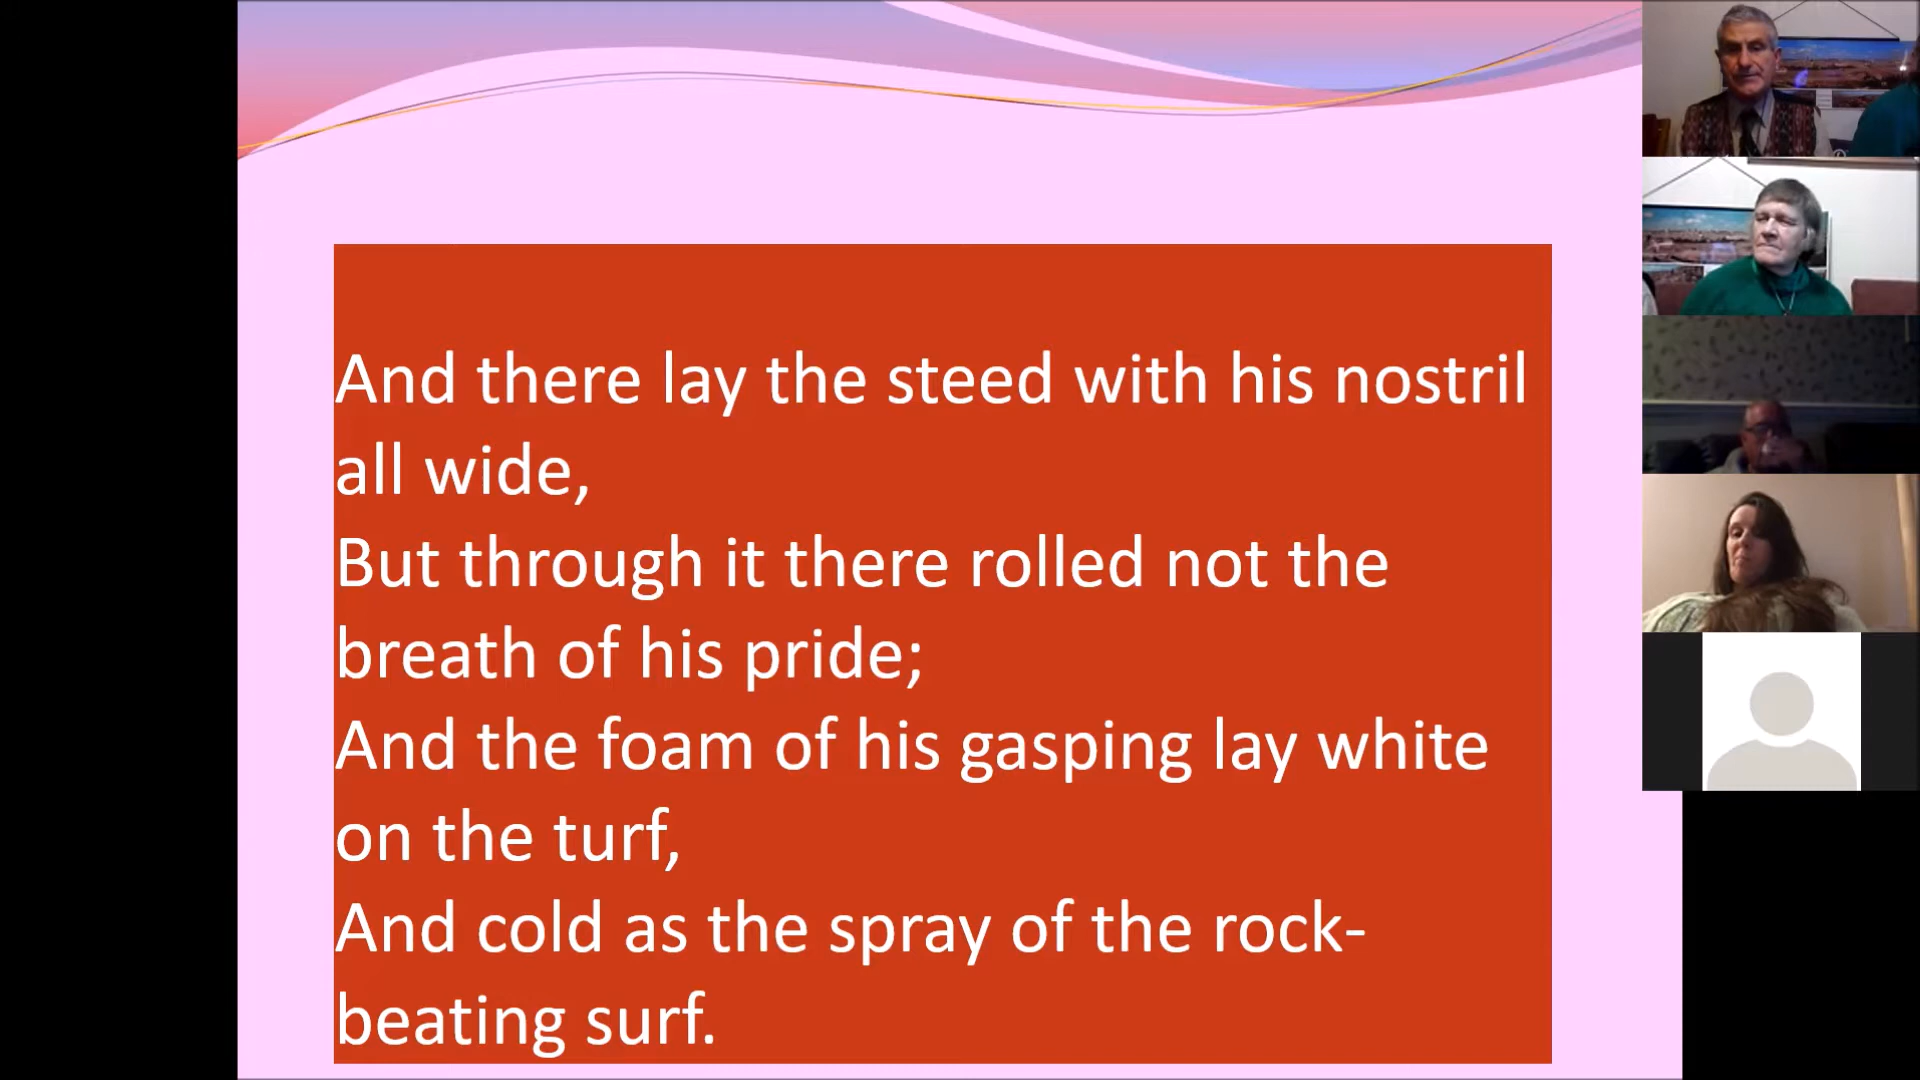 And there lay the steed with his nostril
all wide,
But through it there rolled not the
breath of his pride;
And the foam of his gasping lay white
on the turf,
And cold as the spray of the rock-
beating surf.